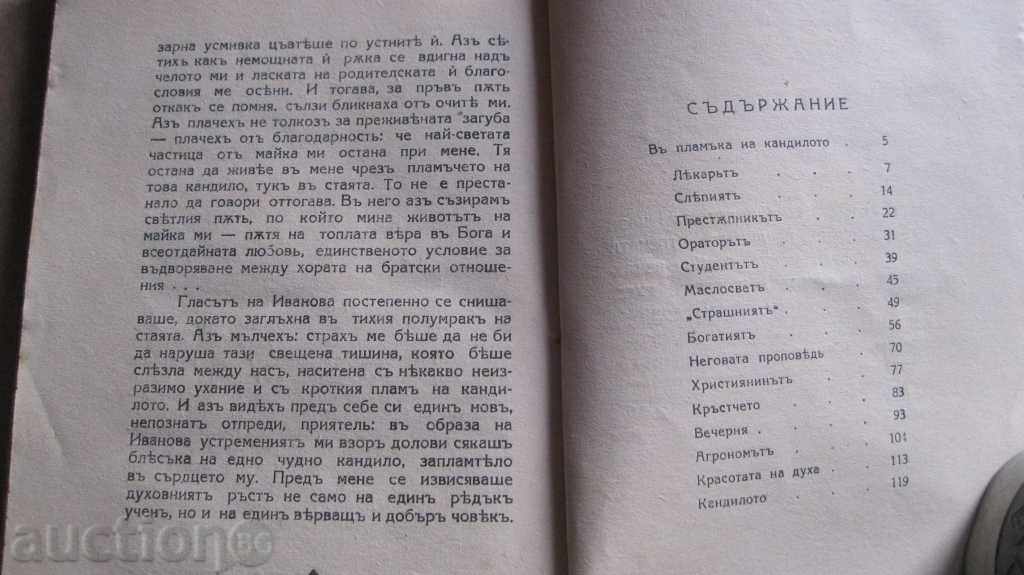 зарна усмивка цъвтѣше по устнитѣ ѝ. Азъ сѣ-
тихъ какъ немощната ѝ рѫка се вдигна надъ
челото ми и ласката на родителската ѝ благо-
словия ме осѣни. И тогава, за пръвъ пѫть
откакъ се помня, сълзи бликнаха отъ очитѣ ми.
Азъ плачехъ не толкозъ за преживѣната загуба
— плачехъ отъ благодарность: че най-светата
частица отъ майка ми остана при мене. Тя
остана да живѣе въ мене чрезъ пламъчето на
това кандило, тукъ въ стаята. То не е преста-
нало да говори оттогава. Въ него азъ съзирамъ
свѣтлия пѫть, по който мина животътъ на
майка ми — пѫтя на топлата вѣра въ Бога и
всеотдайната любовь, единственото условие за
въдворяване между хората на братски отноше-
ния . . .
Гласътъ на Иванова постепенно се снища-
ваше, докато заглъхна въ тихия полумракъ на
стаята. Азъ мълчехъ: страхъ ме бѣше да не би
да наруша тази свещена тишина, която бѣше
слѣзла между насъ, наситена съ нѣкакво неиз-
разимо ухание и съ кроткия пламъ на канди-
лото. И азъ видѣхъ предъ себе си единъ новъ,
непознатъ отпреди, приятель: въ образа на
Иванова устремениятъ ми взоръ долови сякашъ
блѣсъка на едно чудно кандило, запламтѣло
въ сърдцето му. Предъ мене се извисяваше
духовниятъ ръстъ не само на единъ рѣдъкъ
ученъ, но и на единъ вѣрващъ и добъръ човѣкъ.
СЪДЪРЖАНИЕ
Въ пламъка на кандилото . 5
Лѣкарьтъ . . . 7
Слѣпиятъ . . . 14
Престѫпникътъ . . 22
Ораторътъ . . . 31
Студентътъ . . . 39
Маслосватъ . . . 45
„Страшниятъ“ . . . 49
Богатиятъ . . . 56
Неговата проповѣдь . 70
Християнинътъ . . 77
Кръстчето . . . 83
Вечерня . . . . 93
Агрономътъ . . . 104
Красотата на духа . . 113
Кандилото . . . 119
auction.bg